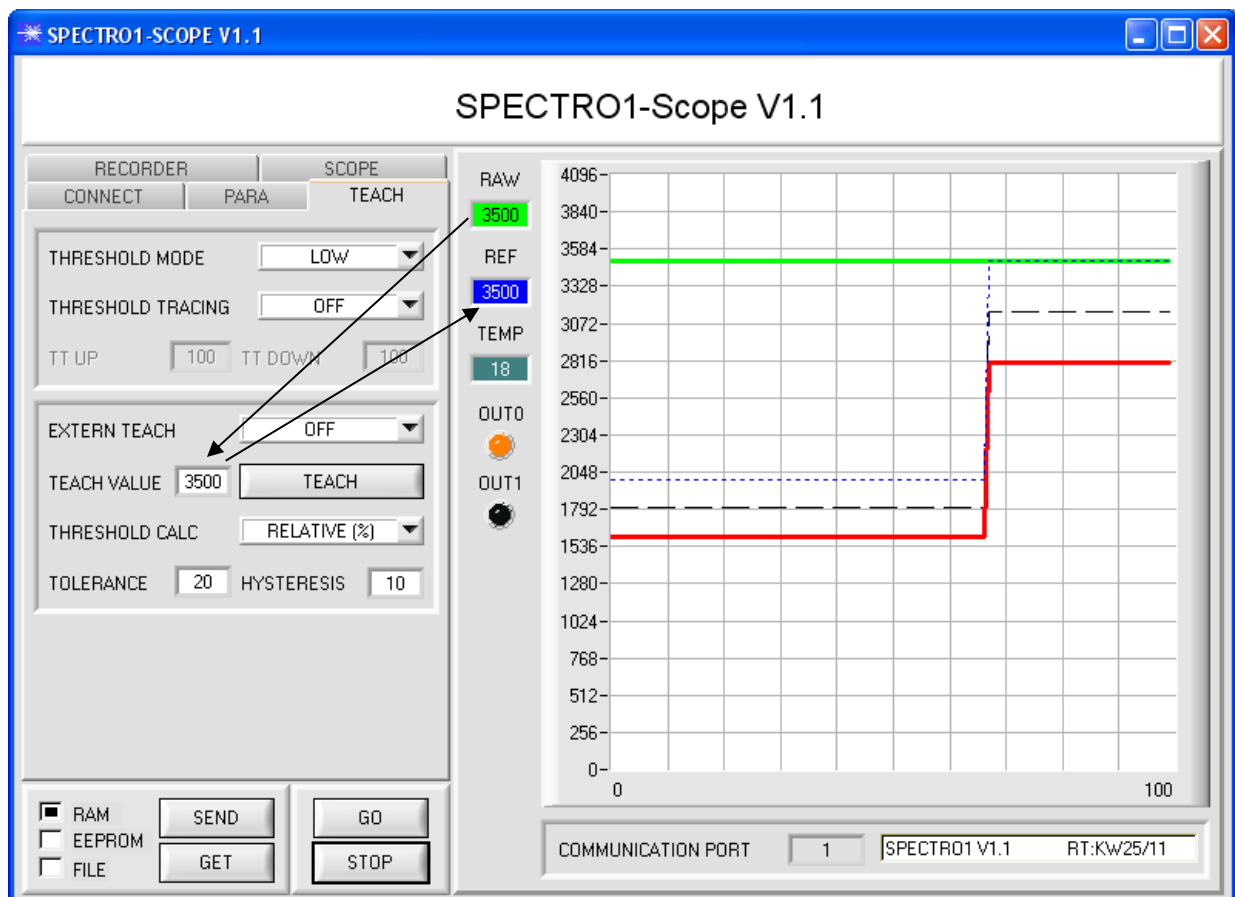 SPECTRO1-SCOPE V1.1
SPECTRO1-Scope V1.1
RECORDER SCOPE
CONNECT PARA TEACH
THRESHOLD MODE LOW
THRESHOLD TRACING OFF
TT UP 100 TT DOWN 100
EXTERN TEACH OFF
TEACH VALUE 3500 TEACH
THRESHOLD CALC RELATIVE (%)
TOLERANCE 20 HYSTERESIS 10
RAM
EEPROM
FILE
SEND
GET
GO
STOP
RAW
3500
REF
3500
TEMP
18
OUT0
OUT1
4096
3840
3584
3328
3072
2816
2560
2304
2048
1792
1536
1280
1024
768
512
256
0
0 100
COMMUNICATION PORT 1 SPECTRO1 V1.1 RT:KW25/11